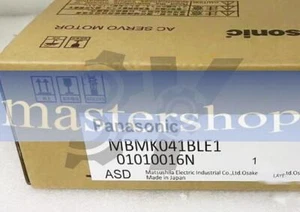 Panasonic
AC SERVO MOTOR
mastershop
Panasonic
MBMK041BLE1
01010016N
1
ASD
Matsushita Electric Industrial Co.,Ltd.Osaka
Made in Japan